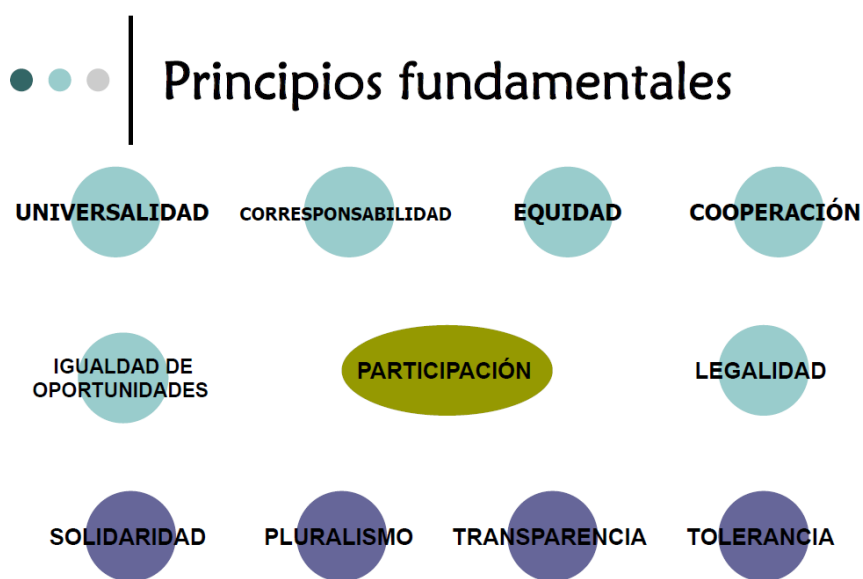 Principios fundamentales
UNIVERSALIDAD
CORRESPONSABILIDAD
EQUIDAD
COOPERACIÓN
IGUALDAD DE
OPORTUNIDADES
PARTICIPACIÓN
LEGALIDAD
SOLIDARIDAD
PLURALISMO
TRANSPARENCIA
TOLERANCIA